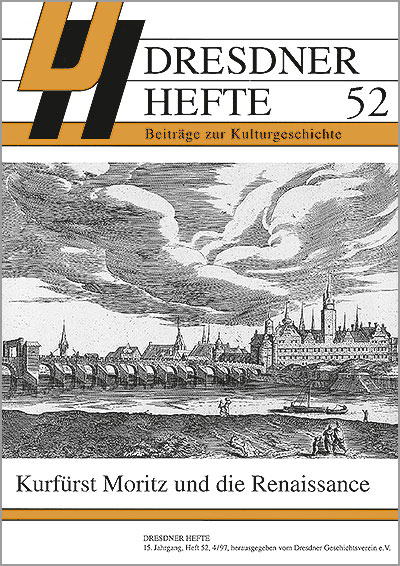 DRESDNER
HEFTE 52
Beiträge zur Kulturgeschichte
Kurfürst Moritz und die Renaissance
DRESDNER HEFTE
15. Jahrgang, Heft 52, 4/97, herausgegeben vom Dresdner Geschichtsverein e.V.